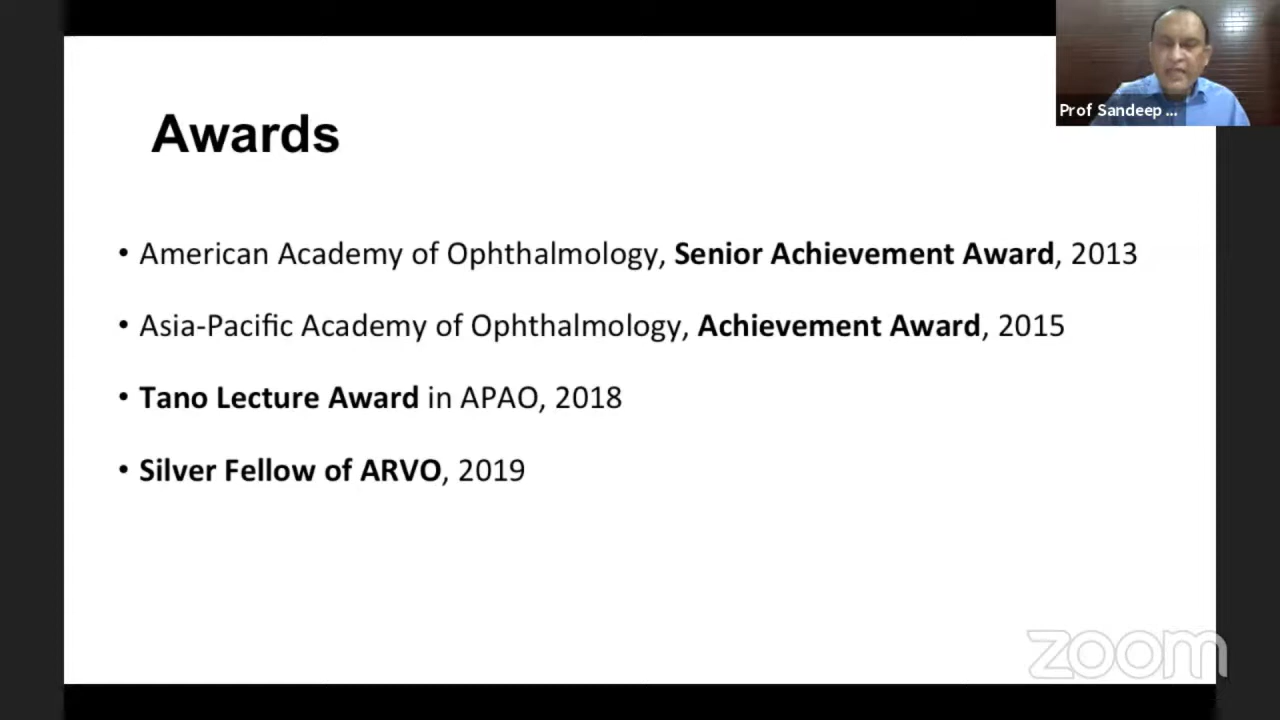 Prof Sandeep ...
Awards
• American Academy of Ophthalmology, Senior Achievement Award, 2013
• Asia-Pacific Academy of Ophthalmology, Achievement Award, 2015
• Tano Lecture Award in APAO, 2018
• Silver Fellow of ARVO, 2019
zoom